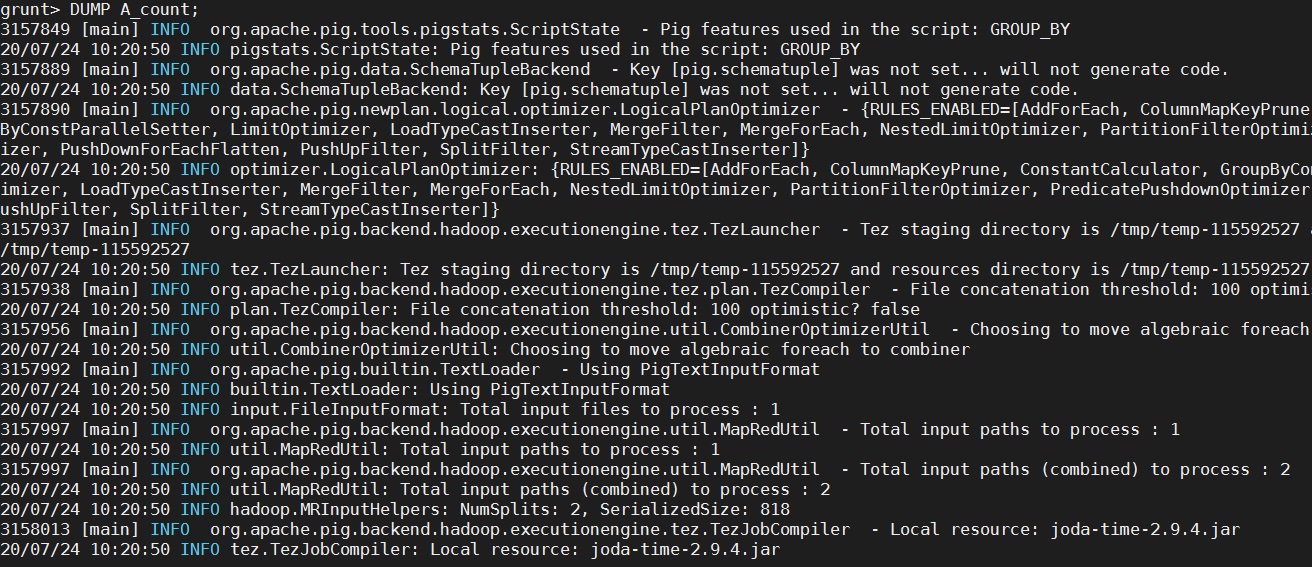 grunt> DUMP A_count;
3157849 [main] INFO  org.apache.pig.tools.pigstats.ScriptState  - Pig features used in the script: GROUP_BY
20/07/24 10:20:50 INFO pigstats.ScriptState: Pig features used in the script: GROUP_BY
3157889 [main] INFO  org.apache.pig.data.SchemaTupleBackend  - Key [pig.schematuple] was not set... will not generate code.
20/07/24 10:20:50 INFO data.SchemaTupleBackend: Key [pig.schematuple] was not set... will not generate code.
3157890 [main] INFO  org.apache.pig.newplan.logical.optimizer.LogicalPlanOptimizer  - {RULES_ENABLED=[AddForEach, ColumnMapKeyPrune
ByConstParallelSetter, LimitOptimizer, LoadTypeCastInserter, MergeFilter, MergeForEach, NestedLimitOptimizer, PartitionFilterOptimi
izer, PushDownForEachFlatten, PushUpFilter, SplitFilter, StreamTypeCastInserter]}
20/07/24 10:20:50 INFO optimizer.LogicalPlanOptimizer: {RULES_ENABLED=[AddForEach, ColumnMapKeyPrune, ConstantCalculator, GroupByCon
imizer, LoadTypeCastInserter, MergeFilter, MergeForEach, NestedLimitOptimizer, PartitionFilterOptimizer, PredicatePushdownOptimizer
ushUpFilter, SplitFilter, StreamTypeCastInserter]}
3157937 [main] INFO  org.apache.pig.backend.hadoop.executionengine.tez.TezLauncher  - Tez staging directory is /tmp/temp-115592527
/tmp/temp-115592527
20/07/24 10:20:50 INFO tez.TezLauncher: Tez staging directory is /tmp/temp-115592527 and resources directory is /tmp/temp-115592527
3157938 [main] INFO  org.apache.pig.backend.hadoop.executionengine.tez.plan.TezCompiler  - File concatenation threshold: 100 optimi
20/07/24 10:20:50 INFO plan.TezCompiler: File concatenation threshold: 100 optimistic? false
3157956 [main] INFO  org.apache.pig.backend.hadoop.executionengine.util.CombinerOptimizerUtil  - Choosing to move algebraic foreach
20/07/24 10:20:50 INFO util.CombinerOptimizerUtil: Choosing to move algebraic foreach to combiner
3157992 [main] INFO  org.apache.pig.builtin.TextLoader  - Using PigTextInputFormat
20/07/24 10:20:50 INFO builtin.TextLoader: Using PigTextInputFormat
20/07/24 10:20:50 INFO input.FileInputFormat: Total input files to process : 1
3157997 [main] INFO  org.apache.pig.backend.hadoop.executionengine.util.MapRedUtil  - Total input paths to process : 1
20/07/24 10:20:50 INFO util.MapRedUtil: Total input paths to process : 1
3157997 [main] INFO  org.apache.pig.backend.hadoop.executionengine.util.MapRedUtil  - Total input paths (combined) to process : 2
20/07/24 10:20:50 INFO util.MapRedUtil: Total input paths (combined) to process : 2
20/07/24 10:20:50 INFO hadoop.MRInputHelpers: NumSplits: 2, SerializedSize: 818
3158013 [main] INFO  org.apache.pig.backend.hadoop.executionengine.tez.TezJobCompiler  - Local resource: joda-time-2.9.4.jar
20/07/24 10:20:50 INFO tez.TezJobCompiler: Local resource: joda-time-2.9.4.jar